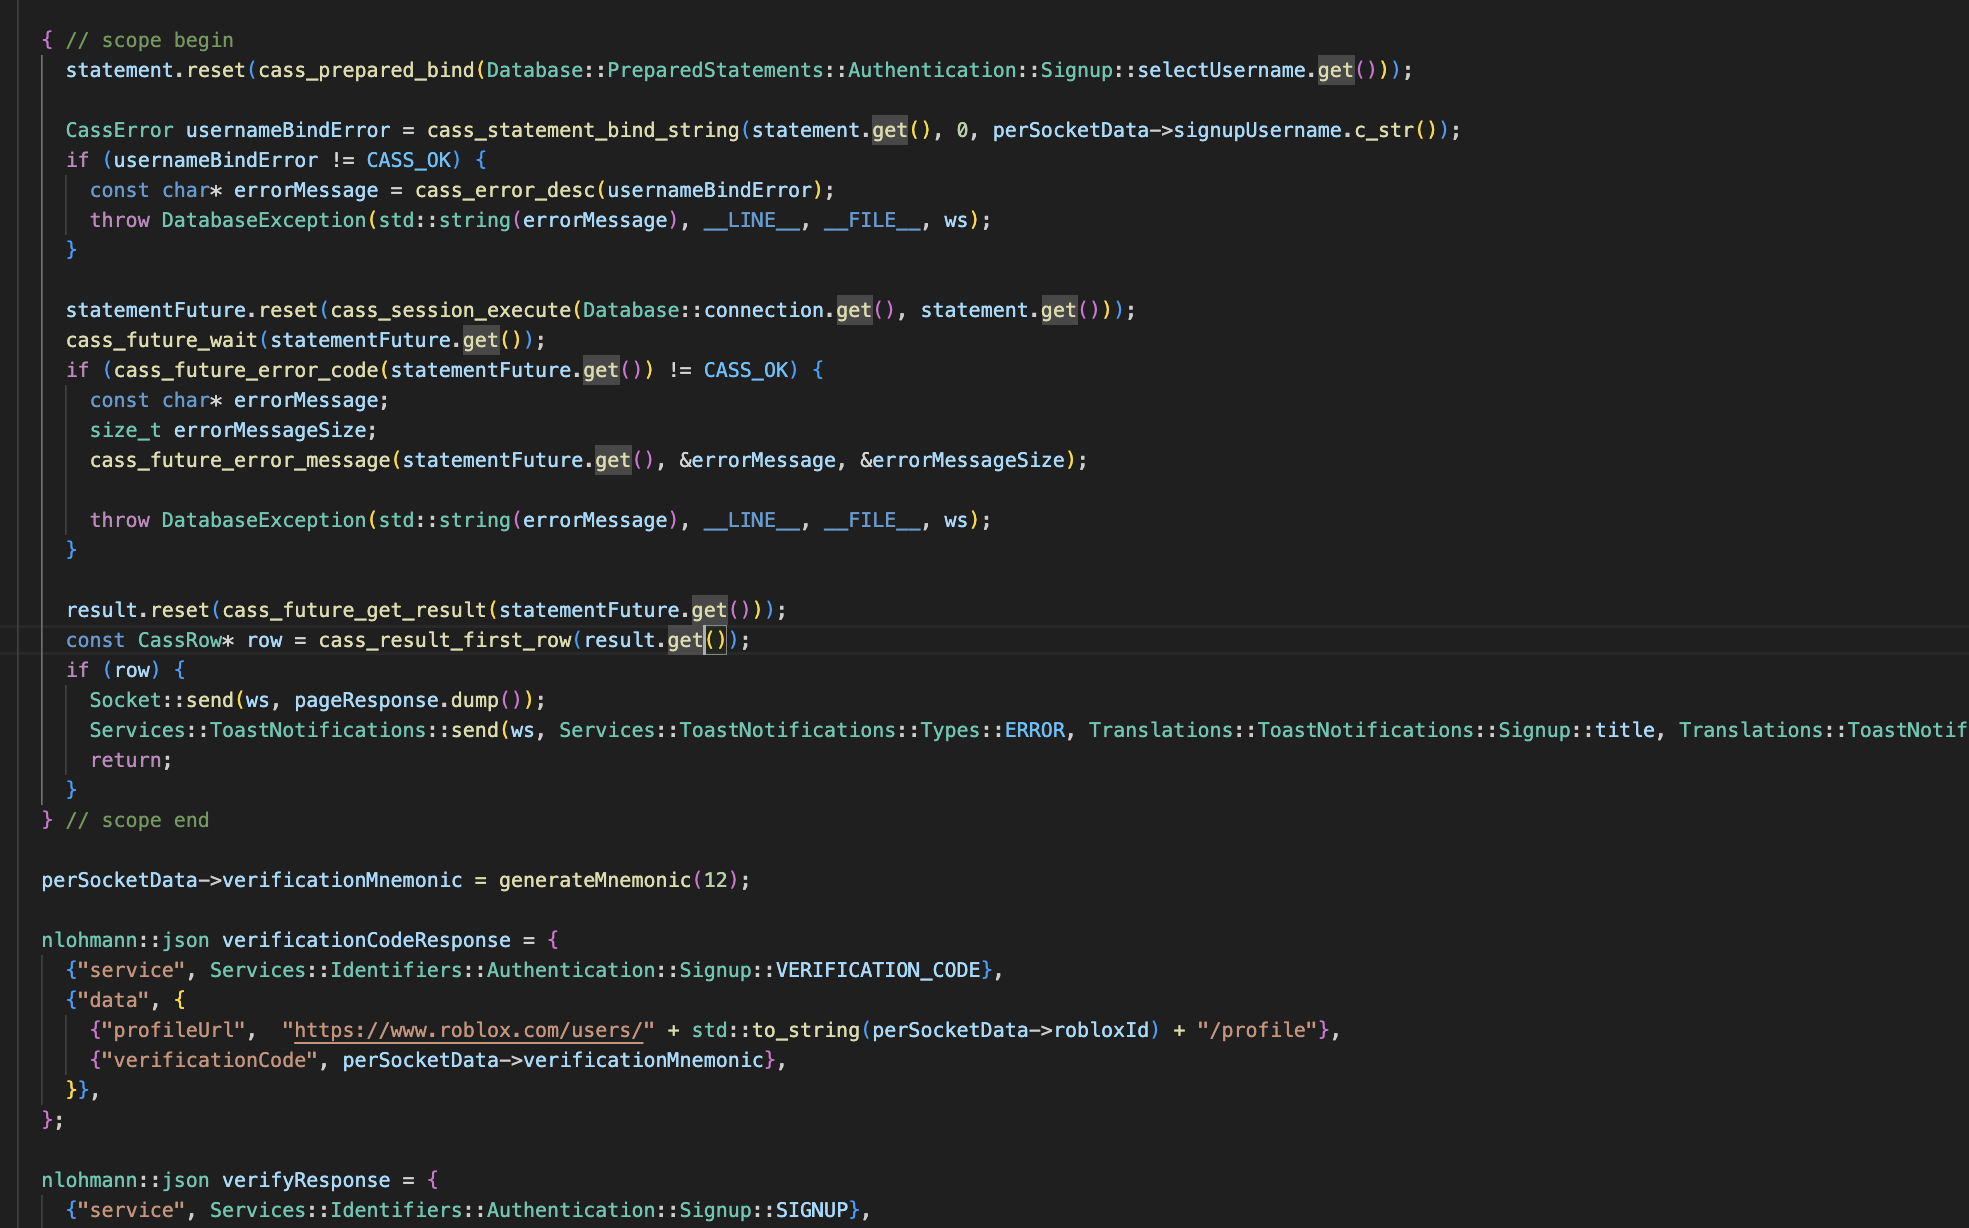 { // scope begin
statement.reset(cass_prepared_bind(Database::PreparedStatements::Authentication::Signup::selectUsername.get()));
CassError usernameBindError = cass_statement_bind_string(statement.get(), 0, perSocketData->signupUsername.c_str());
if (usernameBindError != CASS_OK) {
const char* errorMessage = cass_error_desc(usernameBindError);
throw DatabaseException(std::string(errorMessage), __LINE__, __FILE__, ws);
}
statementFuture.reset(cass_session_execute(Database::connection.get(), statement.get()));
cass_future_wait(statementFuture.get());
if (cass_future_error_code(statementFuture.get()) != CASS_OK) {
const char* errorMessage;
size_t errorMessageSize;
cass_future_error_message(statementFuture.get(), &errorMessage, &errorMessageSize);
throw DatabaseException(std::string(errorMessage), __LINE__, __FILE__, ws);
}
result.reset(cass_future_get_result(statementFuture.get()));
const CassRow* row = cass_result_first_row(result.get());
if (row) {
Socket::send(ws, pageResponse.dump());
Services::ToastNotifications::send(ws, Services::ToastNotifications::Types::ERROR, Translations::ToastNotifications::Signup::title, Translations::ToastNotif
return;
}
} // scope end
perSocketData->verificationMnemonic = generateMnemonic(12);
nlohmann::json verificationCodeResponse = {
{"service", Services::Identifiers::Authentication::Signup::VERIFICATION_CODE},
{"data", {
{"profileUrl",  "https://www.roblox.com/users/" + std::to_string(perSocketData->robloxId) + "/profile"},
{"verificationCode", perSocketData->verificationMnemonic},
}},
};
nlohmann::json verifyResponse = {
{"service", Services::Identifiers::Authentication::Signup::SIGNUP},